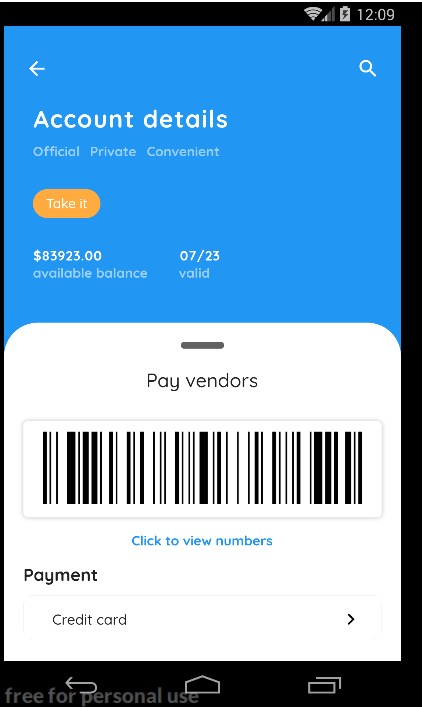 12:09
Account details
Official Private Convenient
Take it
$83923.00 07/23
available balance valid
Pay vendors
Click to view numbers
Payment
Credit card
free for personal use